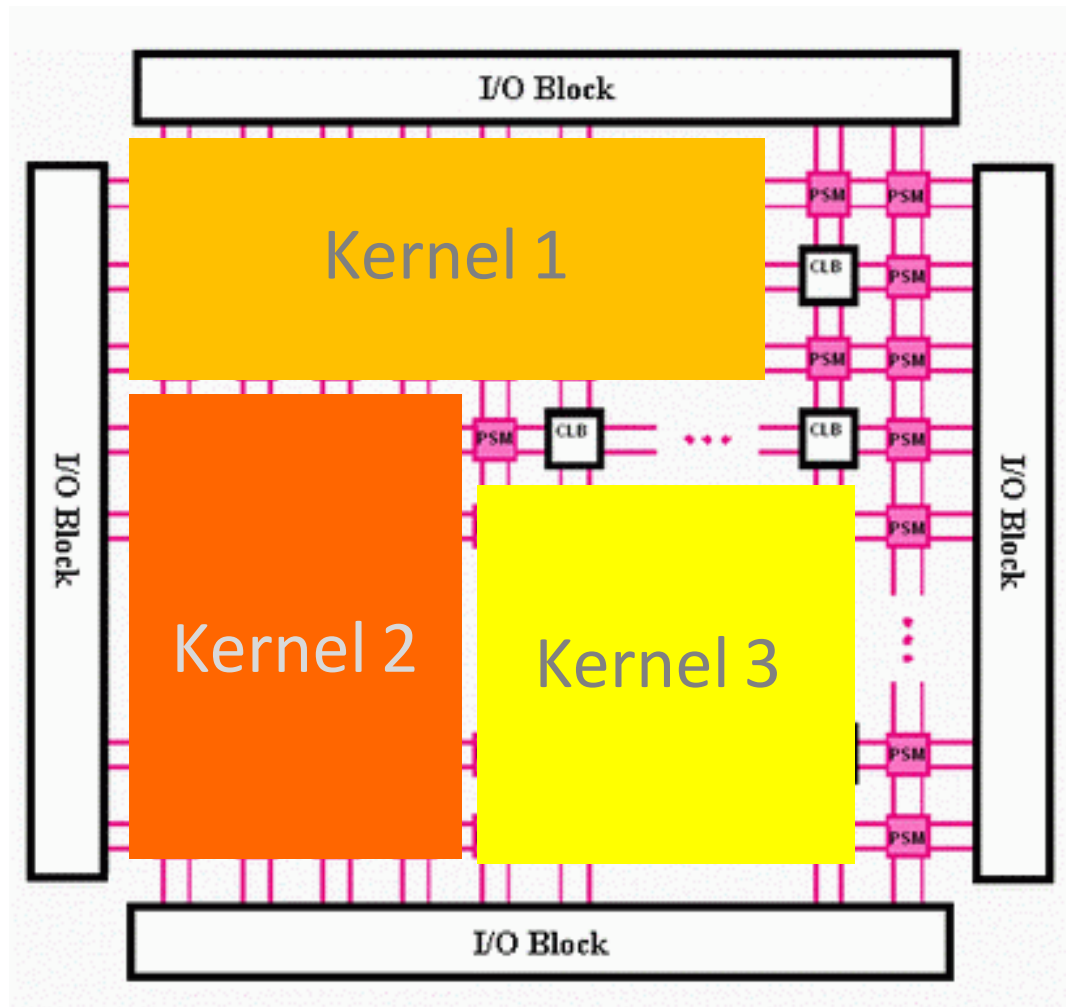 I/O Block
PSM PSM
Kernel 1
CLB PSM
PSM PSM
PSM CLB CLB PSM
I/O Block
I/O Block
PSM
Kernel 2
Kernel 3
PSM
PSM
I/O Block